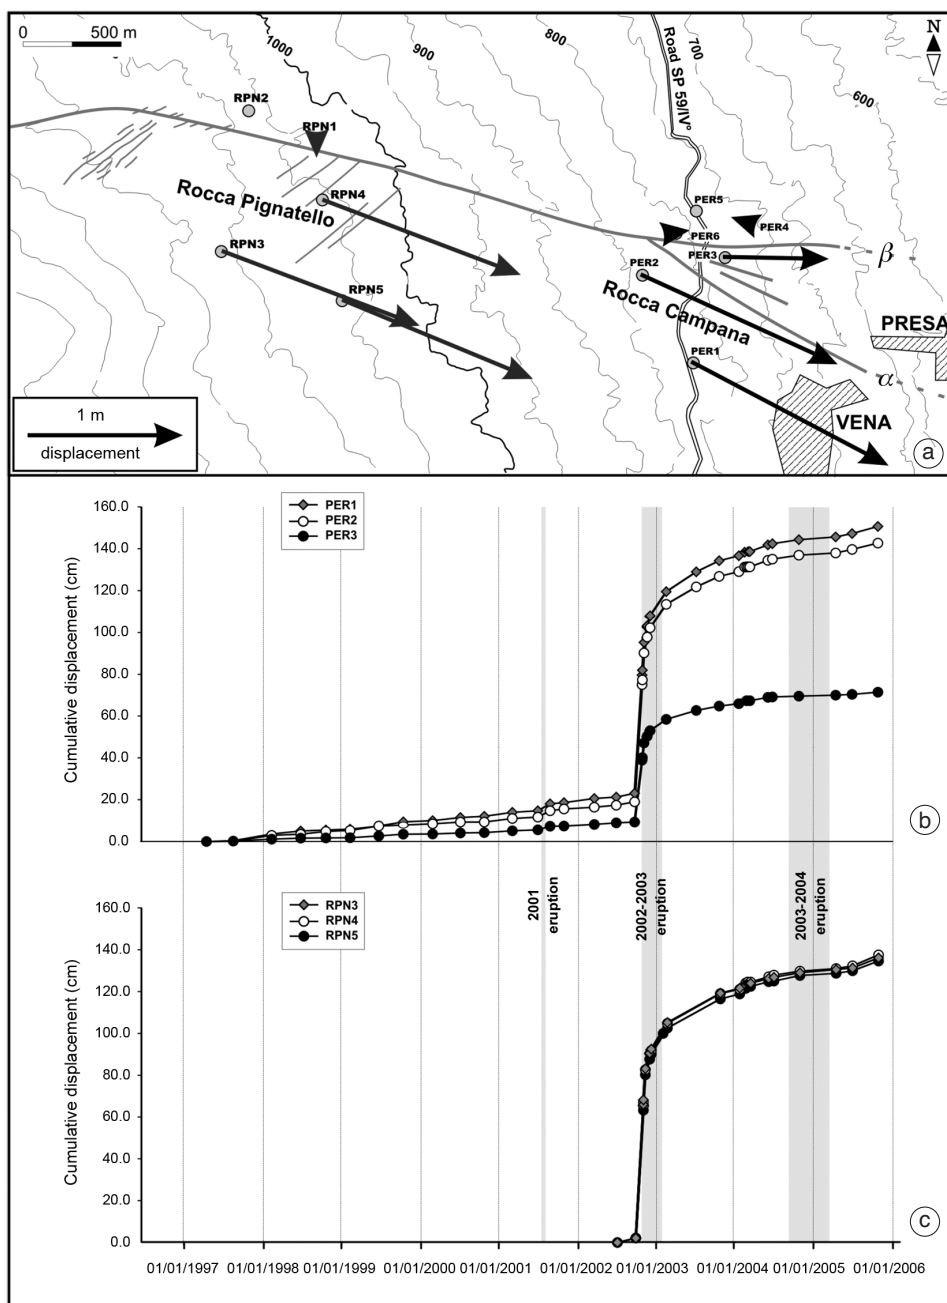 0 500 m
1000
900
800
Road SP 59/IV°
700
600
N
RPN2
RPN1
RPN4
Rocca Pignatello
RPN3
RPN5
PER5
PER4
PER6
PER3
PER2
β
Rocca Campana
PRESA
PER1
α
VENA
1 m
displacement
a
160.0
140.0
120.0
100.0
80.0
60.0
40.0
20.0
0.0
Cumulative displacement (cm)
PER1
PER2
PER3
b
2001
eruption
2002-2003
eruption
2003-2004
eruption
160.0
140.0
120.0
100.0
80.0
60.0
40.0
20.0
0.0
Cumulative displacement (cm)
RPN3
RPN4
RPN5
c
01/01/1997 01/01/1998 01/01/1999 01/01/2000 01/01/2001 01/01/2002 01/01/2003 01/01/2004 01/01/2005 01/01/2006